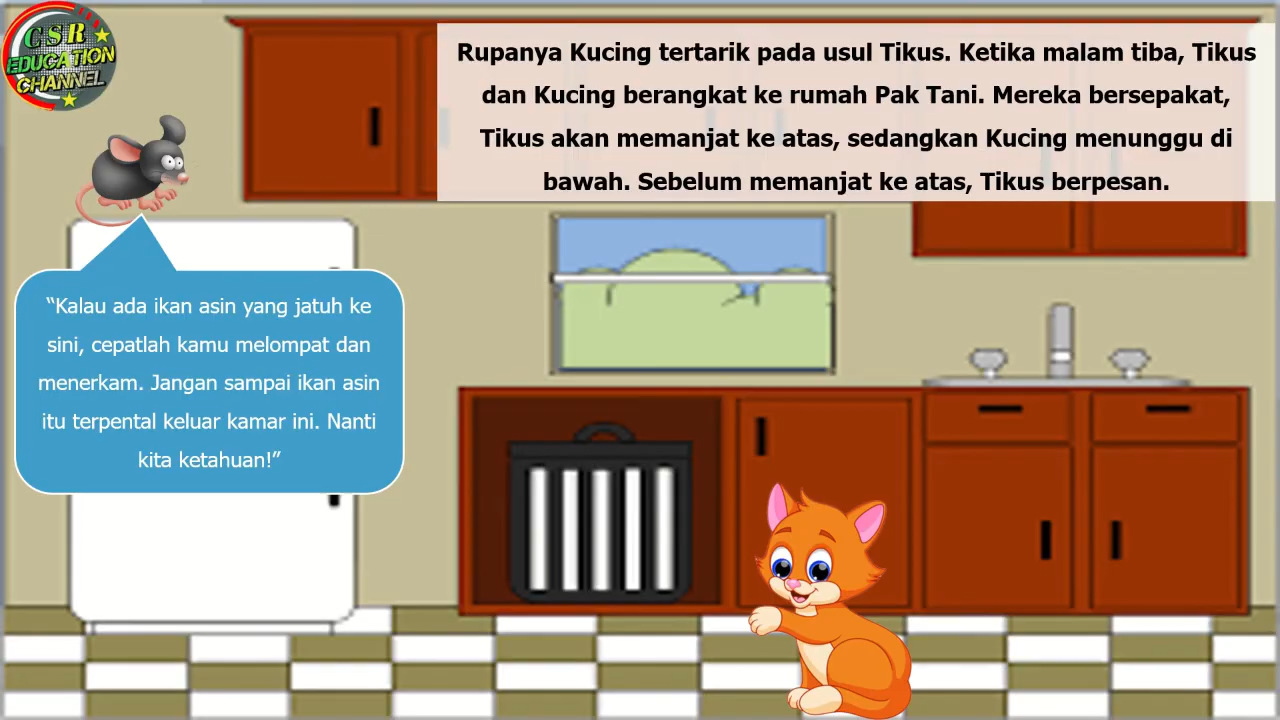 CSR
EDUCATION
CHANNEL
Rupanya Kucing tertarik pada usul Tikus. Ketika malam tiba, Tikus
dan Kucing berangkat ke rumah Pak Tani. Mereka bersepakat,
Tikus akan memanjat ke atas, sedangkan Kucing menunggu di
bawah. Sebelum memanjat ke atas, Tikus berpesan.
“Kalau ada ikan asin yang jatuh ke
sini, cepatlah kamu melompat dan
menerkam. Jangan sampai ikan asin
itu terpental keluar kamar ini. Nanti
kita ketahuan!”